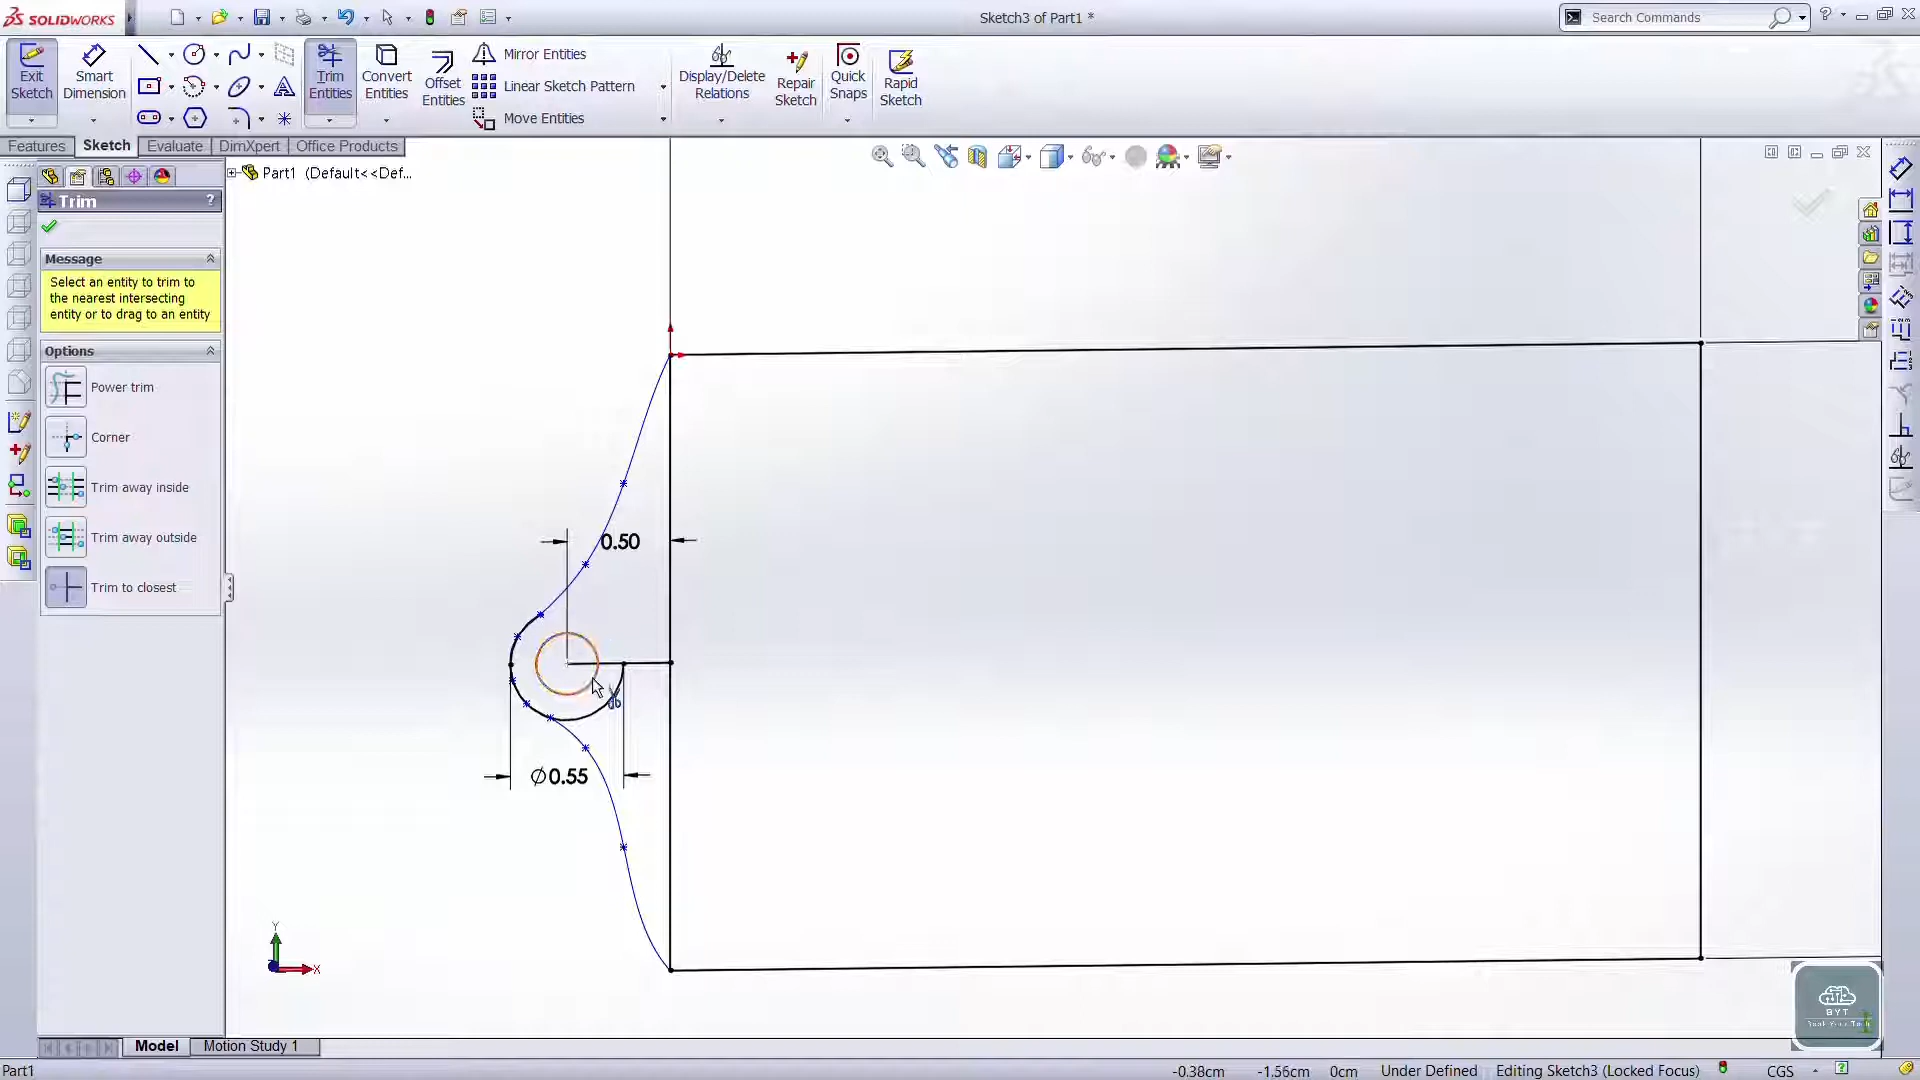 SOLIDWORKS
Sketch3 of Part1 *
Search Commands
Exit Sketch
Smart Dimension
Trim Entities
Convert Entities
Offset Entities
Mirror Entities
Linear Sketch Pattern
Move Entities
Display/Delete Relations
Repair Sketch
Quick Snaps
Rapid Sketch
Features
Sketch
Evaluate
DimXpert
Office Products
Part1 (Default<<Def...
Trim
?
Message
Select an entity to trim to
the nearest intersecting
entity or to drag to an entity
Options
Power trim
Corner
Trim away inside
Trim away outside
Trim to closest
0.50
∅0.55
Y
X
BYT
Model
Motion Study 1
Part1
-0.38cm
-1.56cm
0cm
Under Defined
Editing Sketch3 (Locked Focus)
CGS